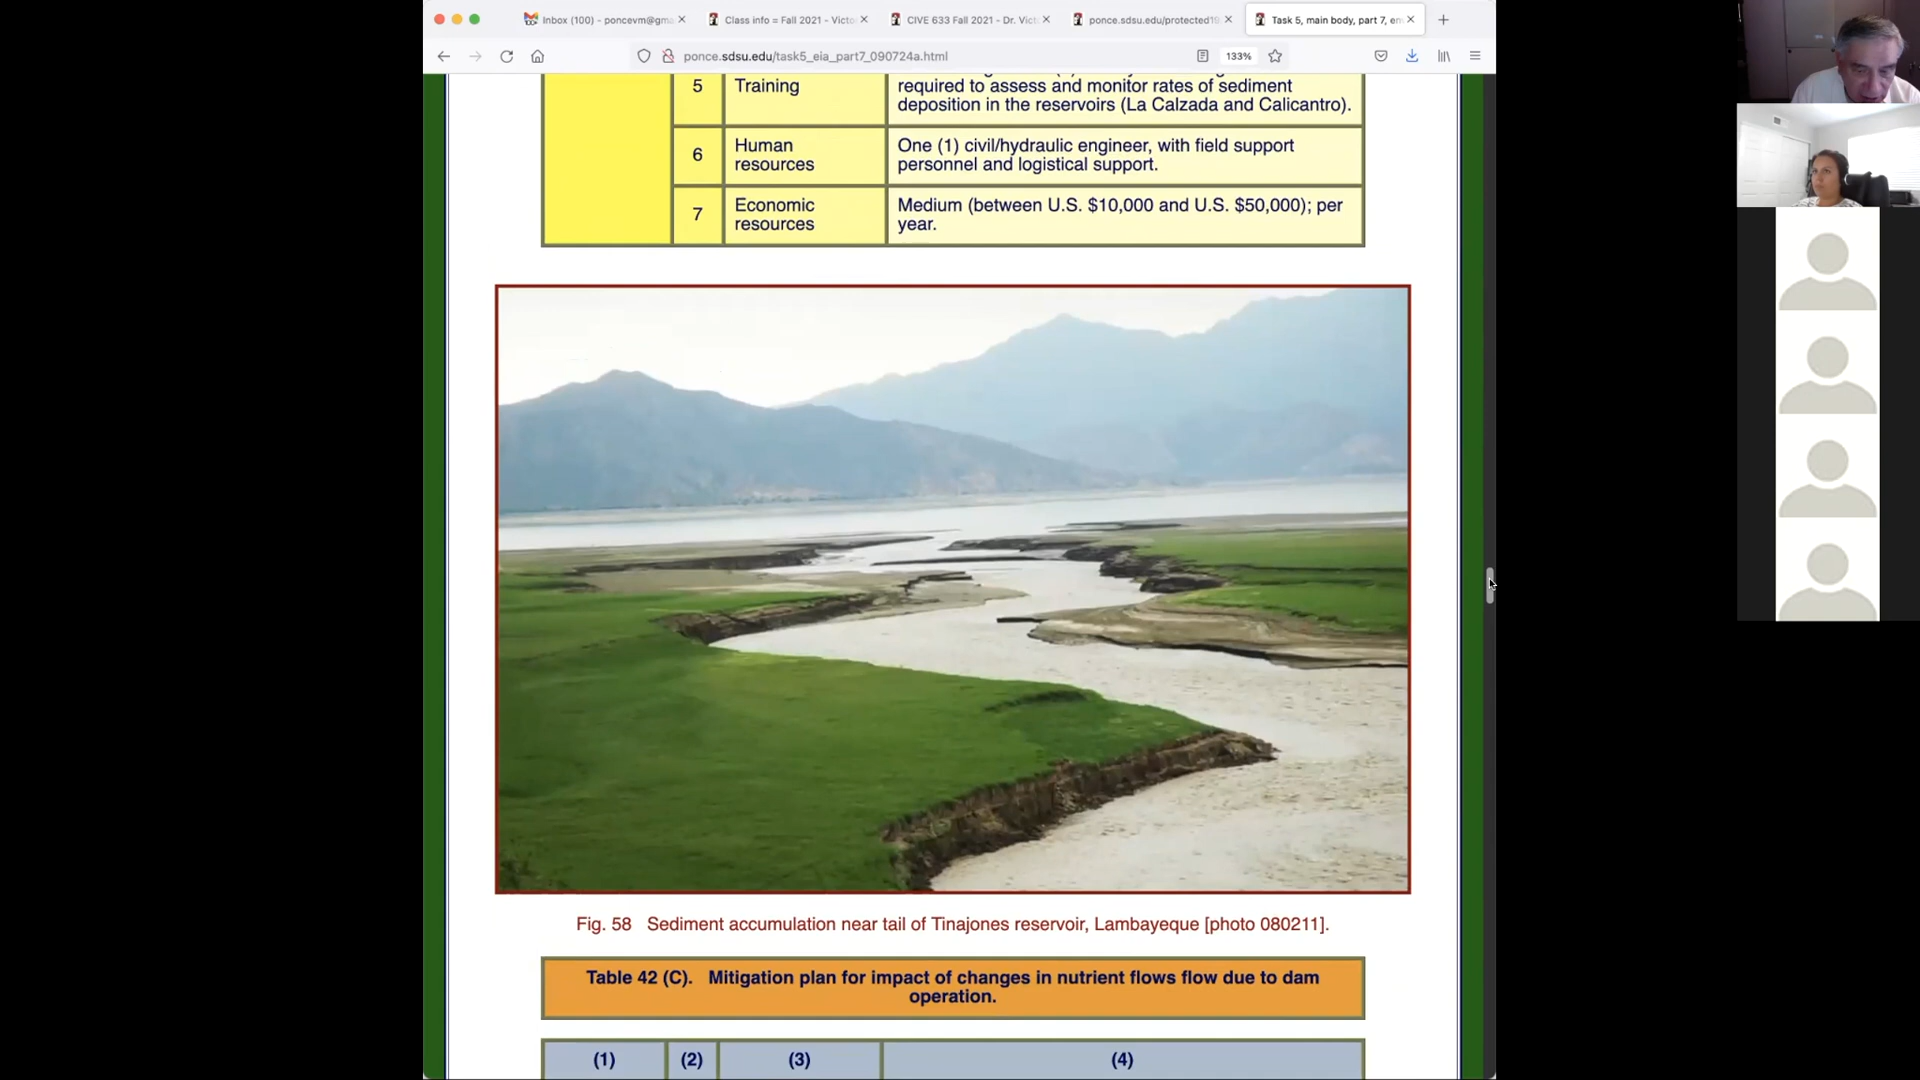 Inbox (100) - poncevm@gma
Class info = Fall 2021 - Victo
CIVE 633 Fall 2021 - Dr. Vict
ponce.sdsu.edu/protected19
Task 5, main body, part 7, en
ponce.sdsu.edu/task5_eia_part7_090724a.html
133%
5 Training
required to assess and monitor rates of sediment
deposition in the reservoirs (La Calzada and Calicantro).
6 Human
resources
One (1) civil/hydraulic engineer, with field support
personnel and logistical support.
7 Economic
resources
Medium (between U.S. $10,000 and U.S. $50,000); per
year.
Fig. 58 Sediment accumulation near tail of Tinajones reservoir, Lambayeque [photo 080211].
Table 42 (C). Mitigation plan for impact of changes in nutrient flows flow due to dam
operation.
(1) (2) (3) (4)